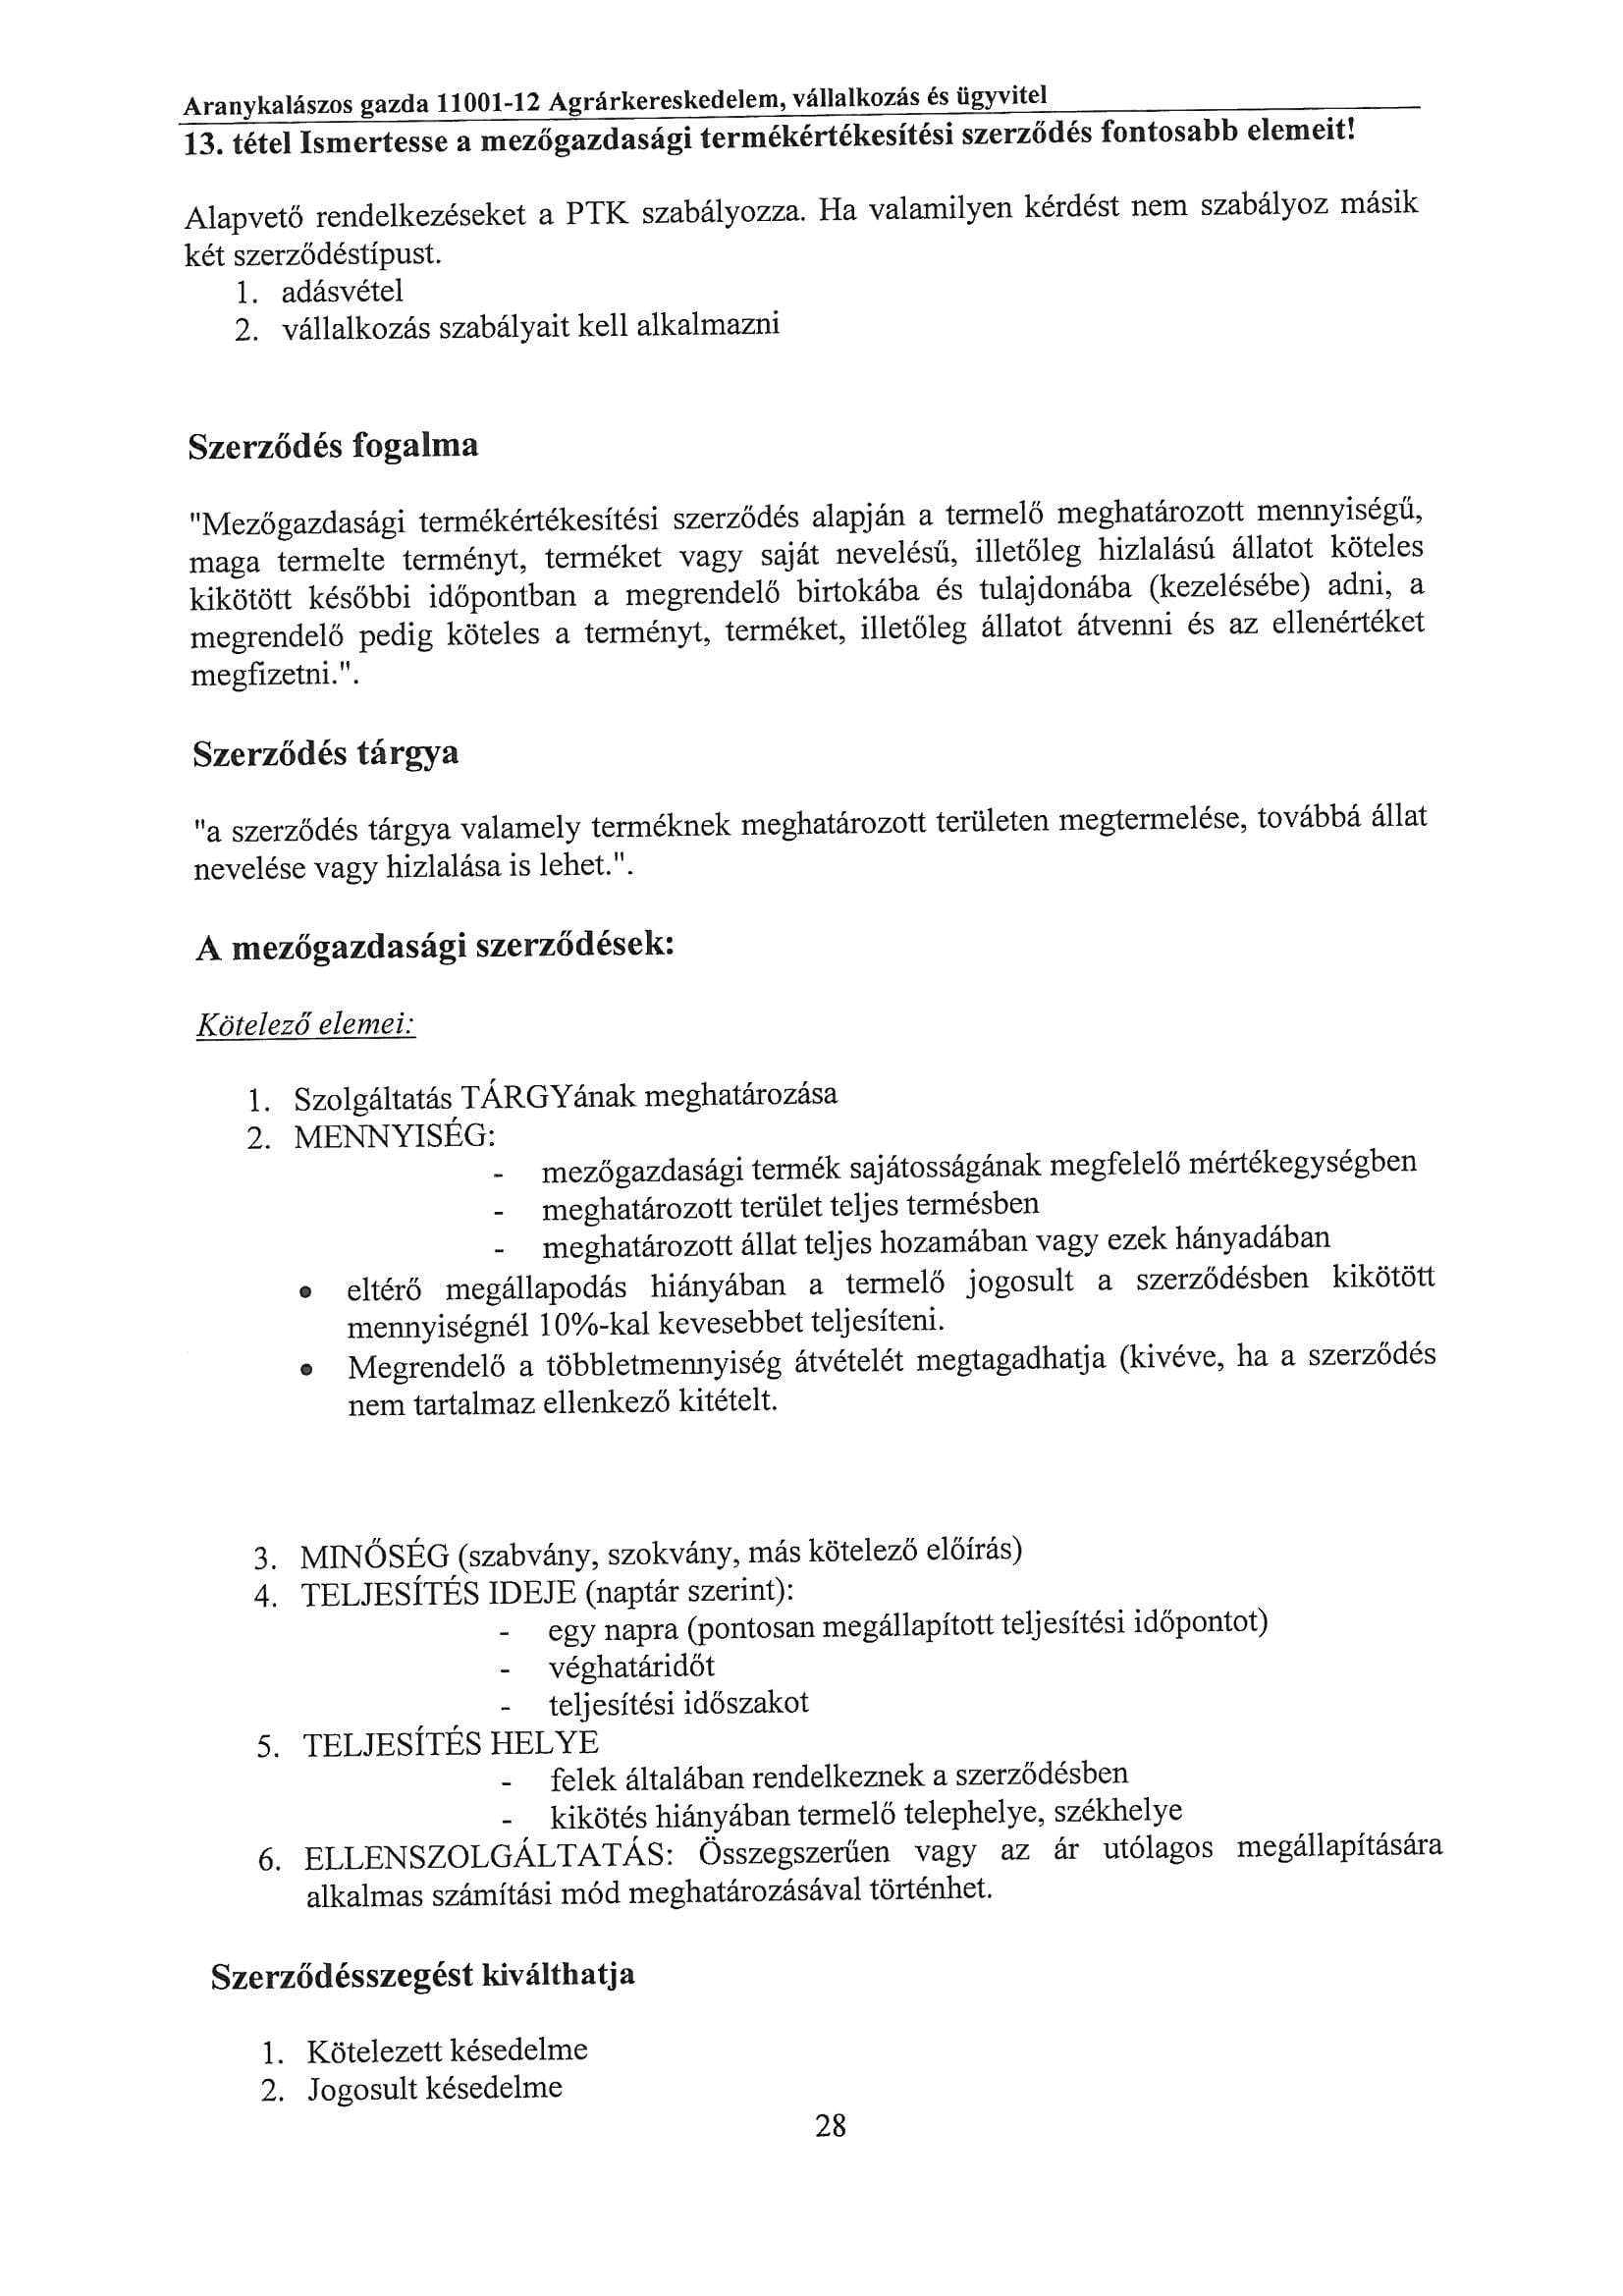 Aranykalászos gazda 11001-12 Agrárkereskedelem, vállalkozás és ügyvitel
13. tétel Ismertesse a mezőgazdasági termékértékesítési szerződés fontosabb elemeit!
Alapvető rendelkezéseket a PTK szabályozza. Ha valamilyen kérdést nem szabályoz másik
két szerződéstípust.
1. adásvétel
2. vállalkozás szabályait kell alkalmazni
Szerződés fogalma
"Mezőgazdasági termékértékesítési szerződés alapján a termelő meghatározott mennyiségű,
maga termelte terményt, terméket vagy saját nevelésű, illetőleg hizlalású állatot köteles
kikötött későbbi időpontban a megrendelő birtokába és tulajdonába (kezelésébe) adni, a
megrendelő pedig köteles a terményt, terméket, illetőleg állatot átvenni és az ellenértéket
megfizetni.".
Szerződés tárgya
"a szerződés tárgya valamely terméknek meghatározott területen megtermelése, továbbá állat
nevelése vagy hizlalása is lehet.".
A mezőgazdasági szerződések:
Kötelező elemei:
1. Szolgáltatás TÁRGYának meghatározása
2. MENNYISÉG:
- mezőgazdasági termék sajátosságának megfelelő mértékegységben
- meghatározott terület teljes termésben
- meghatározott állat teljes hozamában vagy ezek hányadában
• eltérő megállapodás hiányában a termelő jogosult a szerződésben kikötött
mennyiségnél 10%-kal kevesebbet teljesíteni.
• Megrendelő a többletmennyiség átvételét megtagadhatja (kivéve, ha a szerződés
nem tartalmaz ellenkező kitételt.
3. MINŐSÉG (szabvány, szokvány, más kötelező előírás)
4. TELJESÍTÉS IDEJE (naptár szerint):
- egy napra (pontosan megállapított teljesítési időpontot)
- véghatáridőt
- teljesítési időszakot
5. TELJESÍTÉS HELYE
- felek általában rendelkeznek a szerződésben
- kikötés hiányában termelő telephelye, székhelye
6. ELLENSZOLGÁLTATÁS: Összegszerűen vagy az ár utólagos megállapítására
alkalmas számítási mód meghatározásával történhet.
Szerződésszegést kiválthatja
1. Kötelezett késedelme
2. Jogosult késedelme
28